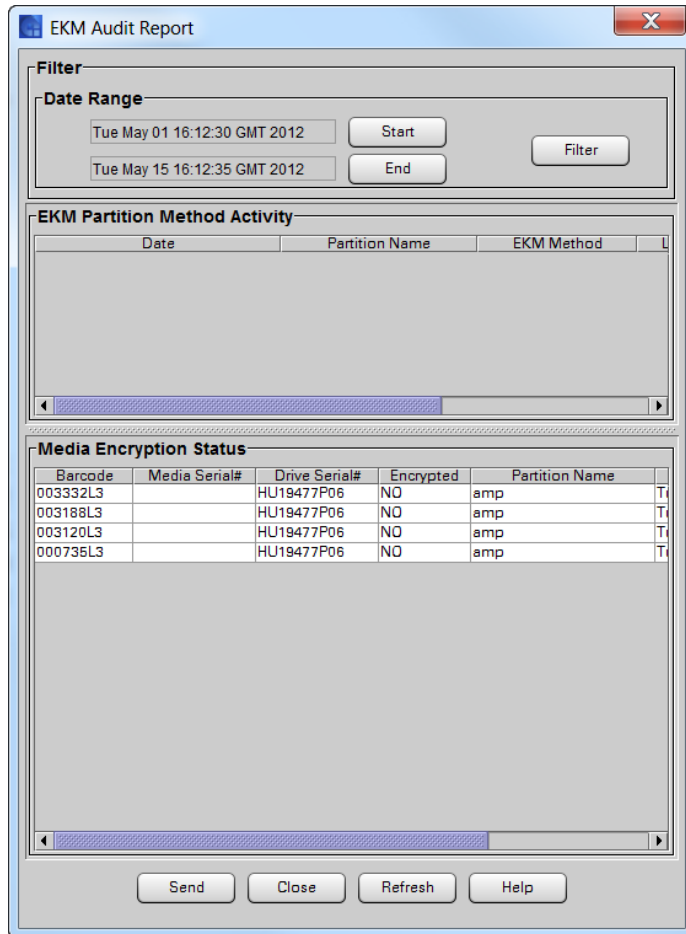 EKM Audit Report
Filter
Date Range
Tue May 01 16:12:30 GMT 2012 Start
Filter
Tue May 15 16:12:35 GMT 2012 End
EKM Partition Method Activity
Date Partition Name EKM Method L
Media Encryption Status
Barcode Media Serial# Drive Serial# Encrypted Partition Name
003332L3 HU19477P06 NO amp T
003188L3 HU19477P06 NO amp T
003120L3 HU19477P06 NO amp T
000735L3 HU19477P06 NO amp T
Send Close Refresh Help